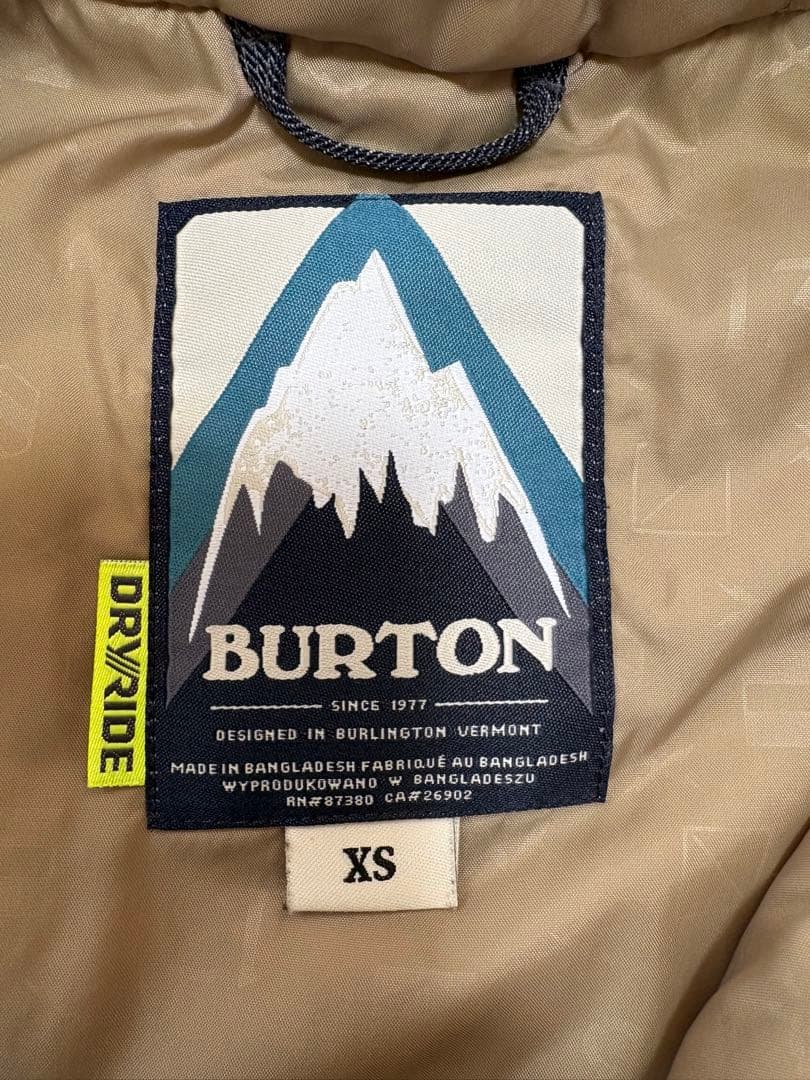 BURTON
SINCE 1977
DESIGNED IN BURLINGTON VERMONT
MADE IN BANGLADESH FABRIQUÉ AU BANGLADESH
WYPRODUKOWANO W BANGLADESZU
RN#87380 CA#26902
DRY//RIDE
XS